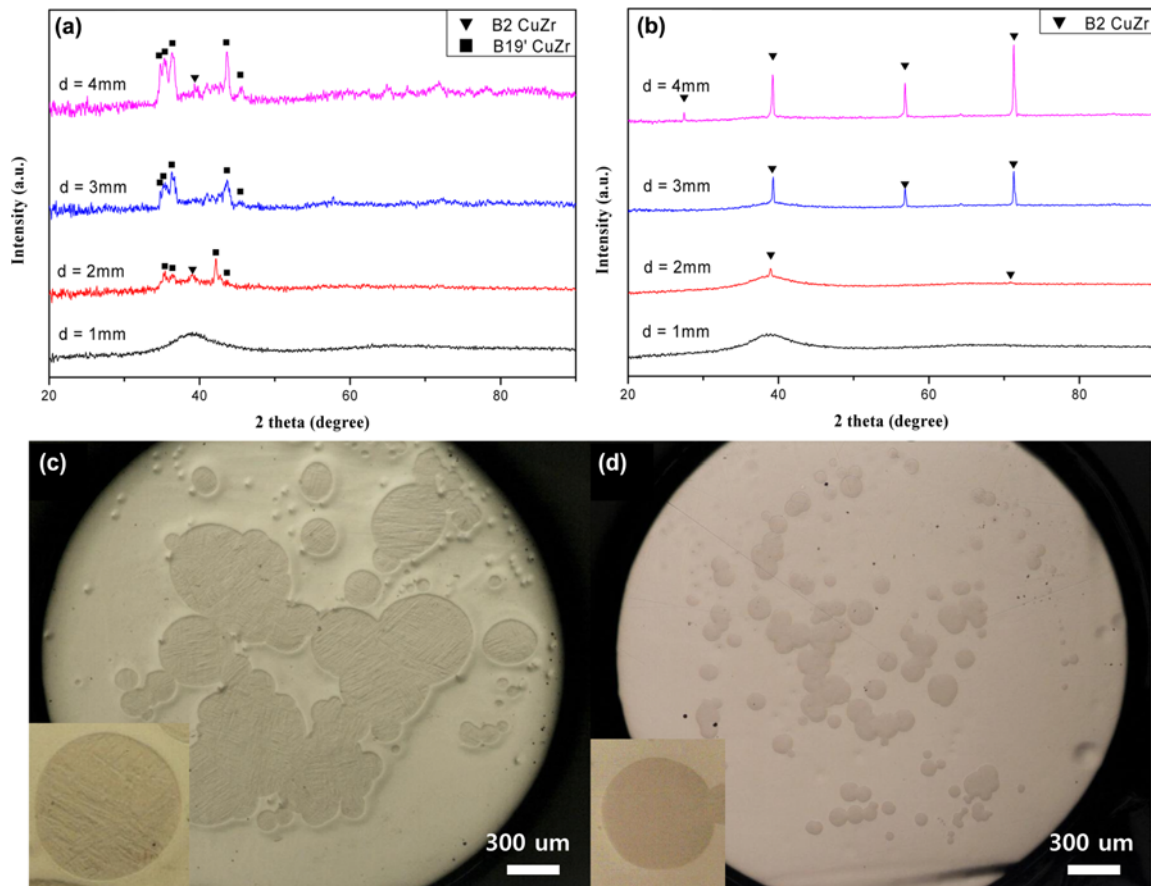 (a)
▼ B2 CuZr
■ B19' CuZr
d = 4mm
d = 3mm
d = 2mm
d = 1mm
Intensity (a.u.)
20 40 60 80
2 theta (degree)
(b)
▼ B2 CuZr
d = 4mm
d = 3mm
d = 2mm
d = 1mm
Intensity (a.u.)
20 40 60 80
2 theta (degree)
(c)
300 um
(d)
300 um